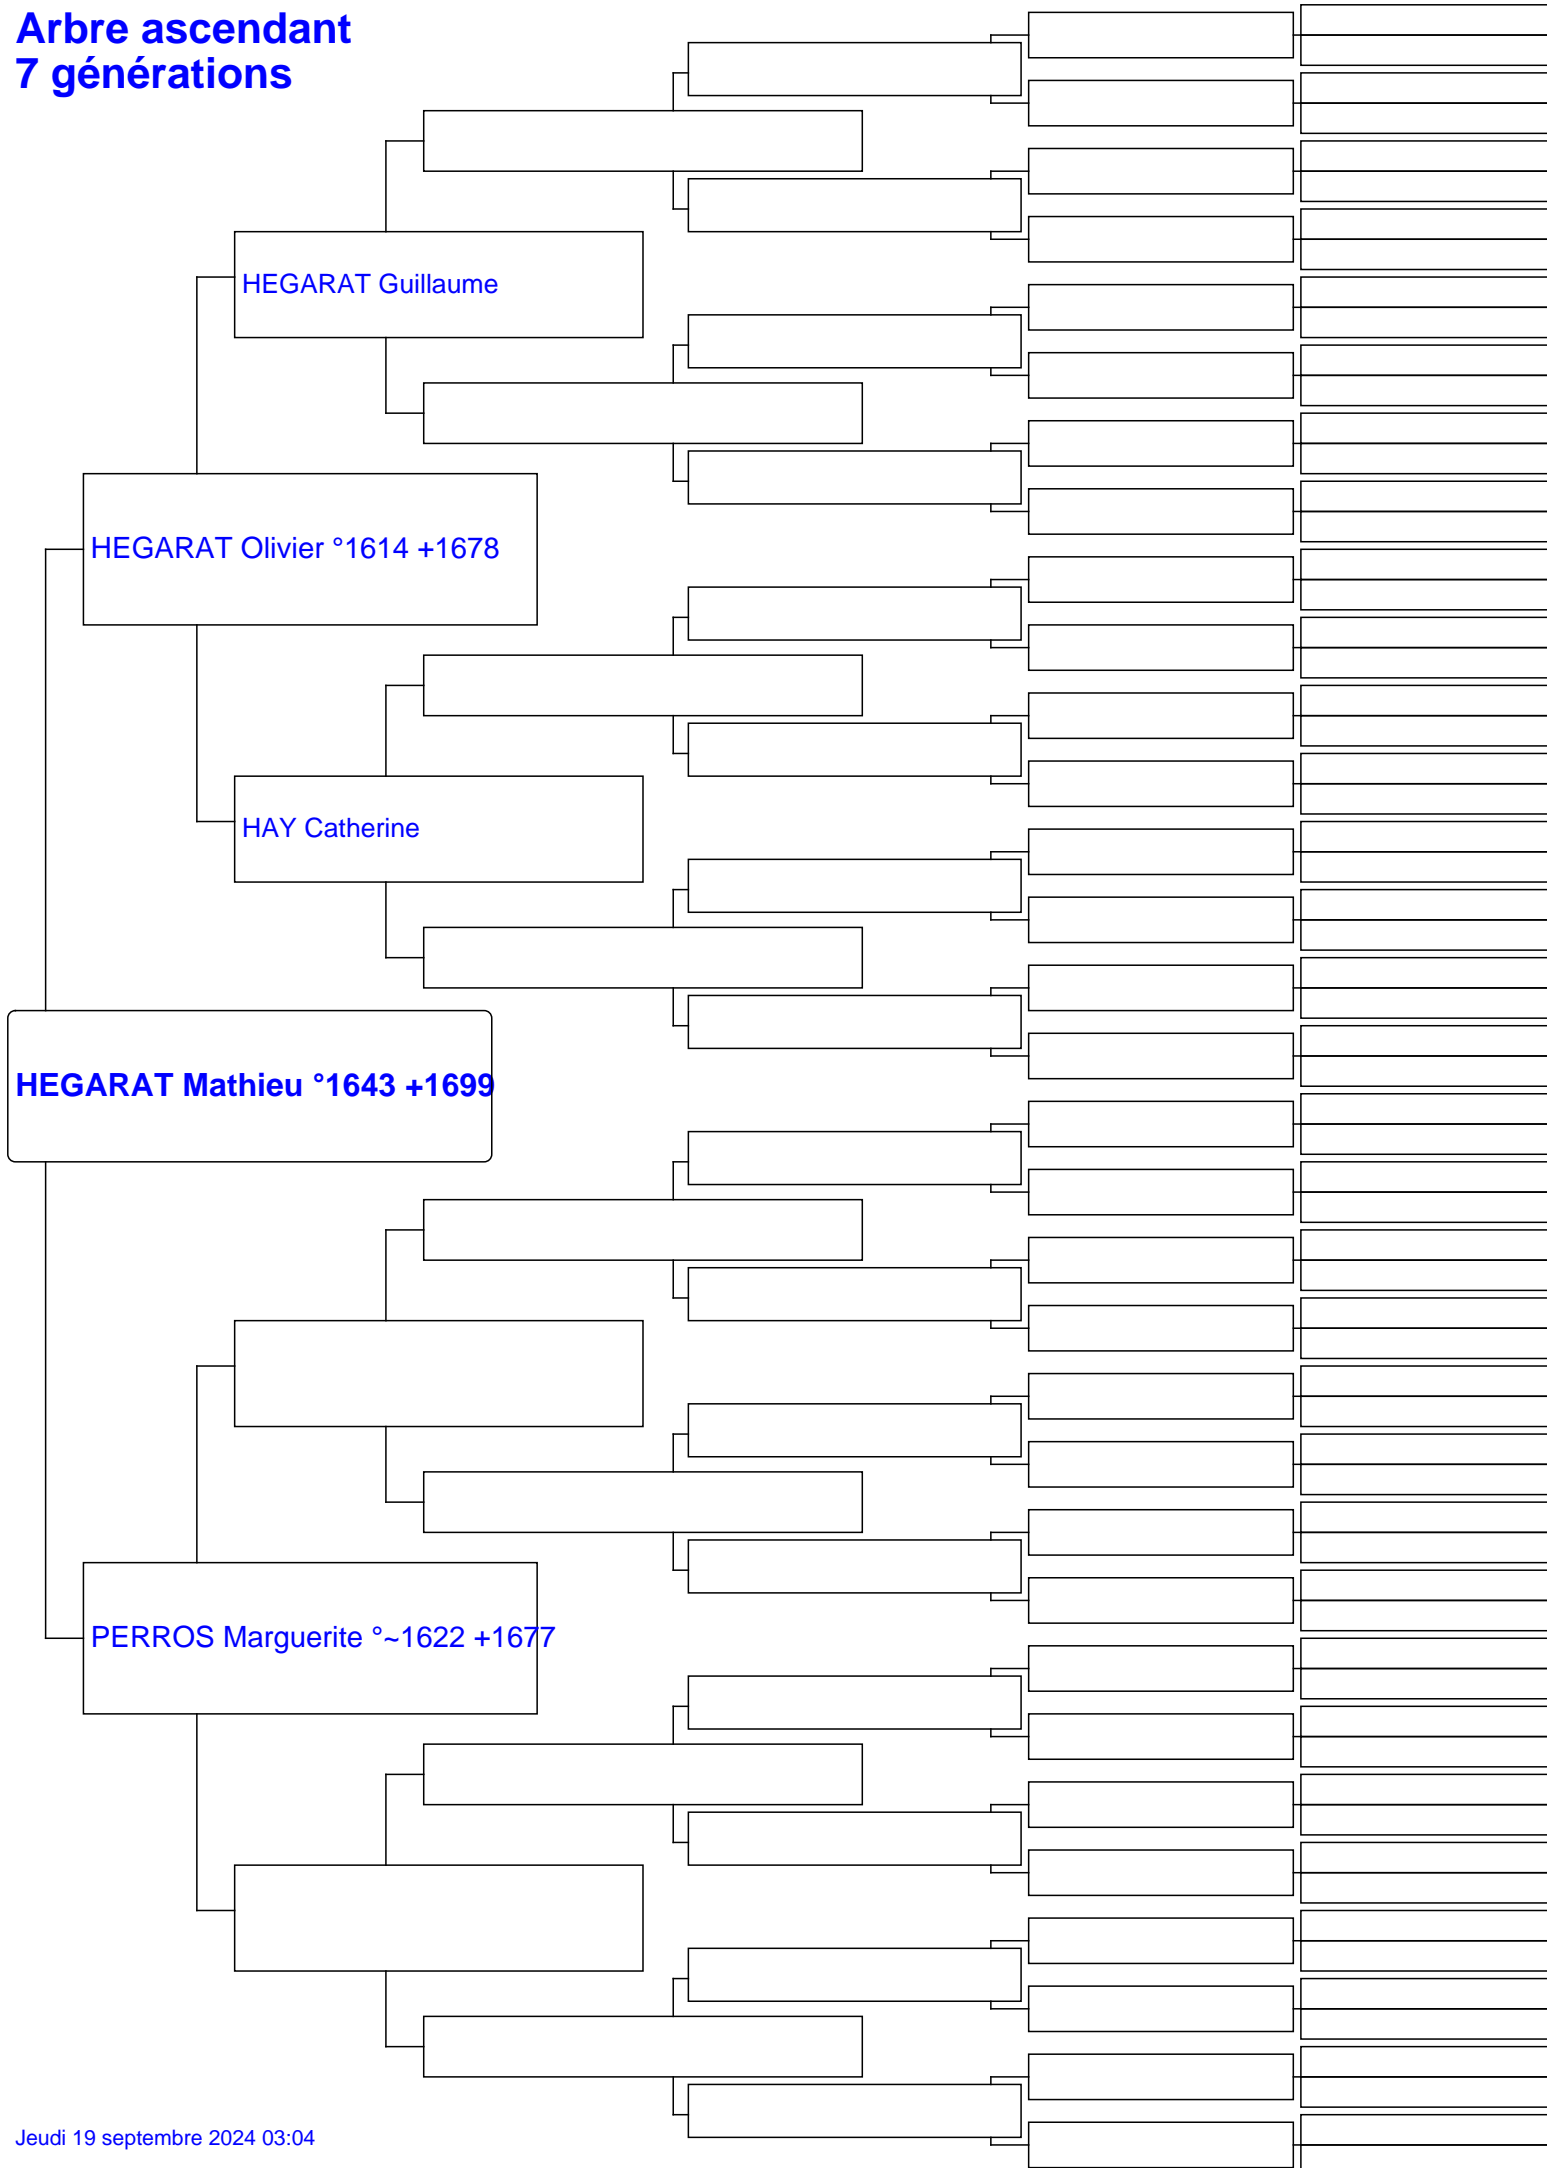 Arbre ascendant
7 générations
HEGARAT Guillaume
HEGARAT Olivier °1614 +1678
HAY Catherine
HEGARAT Mathieu °1643 +1699
PERROS Marguerite °~1622 +1677
Jeudi 19 septembre 2024 03:04